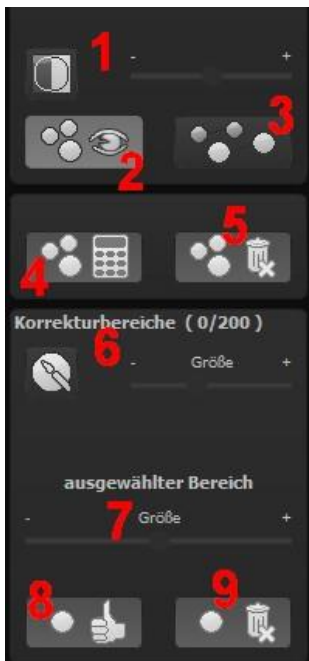 1
- +
3
2
5
4
Korrekturbereiche ( 0/200 )
6
- Größe +
ausgewählter Bereich
- 7 Größe +
8
9